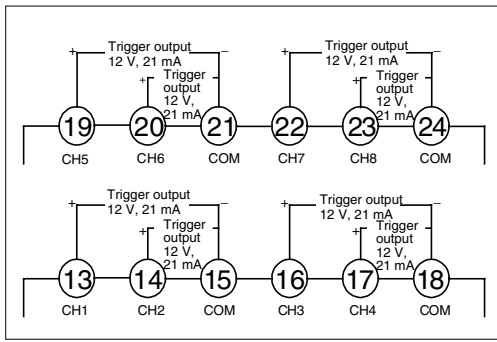 + Trigger output − + Trigger output −
12 V, 21 mA 12 V, 21 mA
+ Trigger + Trigger
output output
12 V, 12 V,
21 mA 21 mA
19 20 21 22 23 24
CH5 CH6 COM CH7 CH8 COM
+ Trigger output − + Trigger output −
12 V, 21 mA 12 V, 21 mA
+ Trigger + Trigger
output output
12 V, 12 V,
21 mA 21 mA
13 14 15 16 17 18
CH1 CH2 COM CH3 CH4 COM